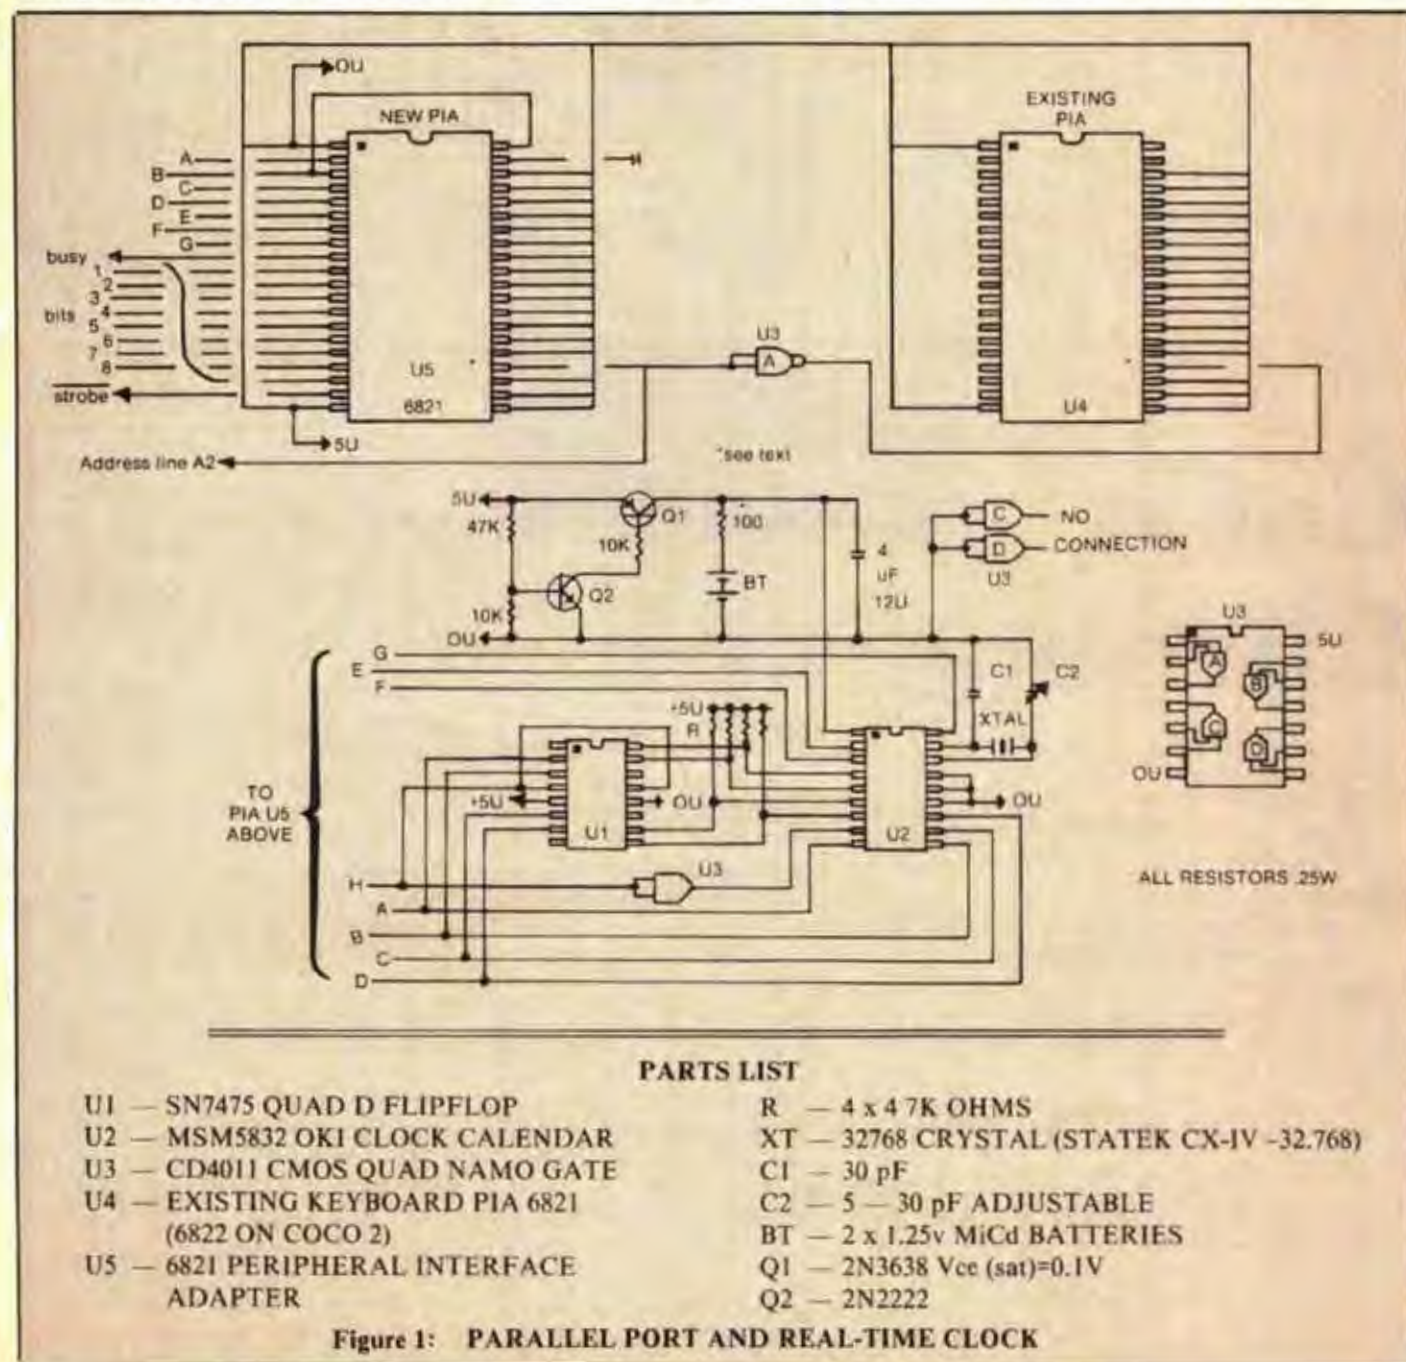 OU
NEW PIA
EXISTING
PIA
A
B
C
D
E
F
G
H
busy
1
2
3
bits 4
5
6
7
8
strobe
U5
6821
5U
Address line A2
U3
A
U4
*see text
5U
47K
Q1
100
10K
Q2
BT
10K
OU
4
uF
12U
C NO
D CONNECTION
U3
G
E
F
C1
C2
+5U
R
XTAL
U3
5U
A
B
C
D
OU
TO
PIA U5
ABOVE
+5U
OU
U1
U2
OU
U3
H
A
B
C
D
ALL RESISTORS .25W
PARTS LIST
U1 — SN7475 QUAD D FLIPFLOP
U2 — MSM5832 OKI CLOCK CALENDAR
U3 — CD4011 CMOS QUAD NAMO GATE
U4 — EXISTING KEYBOARD PIA 6821
(6822 ON COCO 2)
U5 — 6821 PERIPHERAL INTERFACE
ADAPTER
R — 4 x 4 7K OHMS
XT — 32768 CRYSTAL (STATEK CX-IV -32.768)
C1 — 30 pF
C2 — 5 — 30 pF ADJUSTABLE
BT — 2 x 1.25v MiCd BATTERIES
Q1 — 2N3638 Vce (sat)=0.1V
Q2 — 2N2222
Figure 1: PARALLEL PORT AND REAL-TIME CLOCK